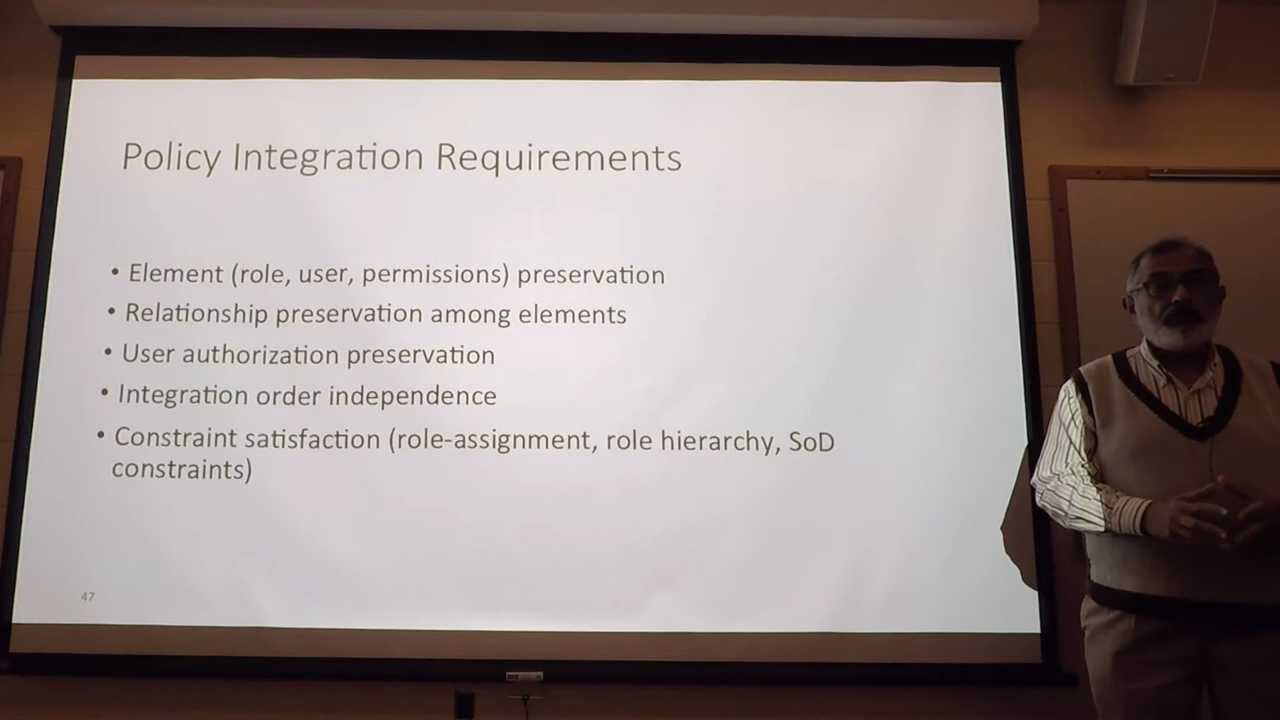 Policy Integration Requirements
• Element (role, user, permissions) preservation
• Relationship preservation among elements
• User authorization preservation
• Integration order independence
• Constraint satisfaction (role-assignment, role hierarchy, SoD
constraints)
47